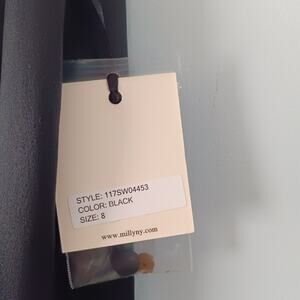 STYLE: 117SW04453
COLOR: BLACK
SIZE: 8
www.millyny.com